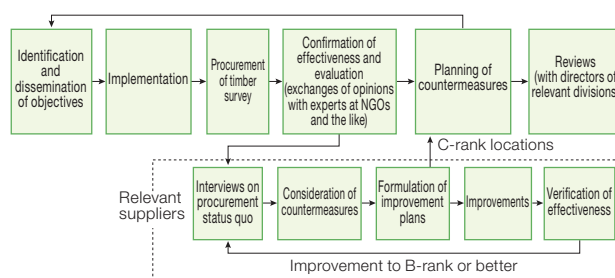 Identification
and
dissemination
of objectives
Implementation
Procurement
of timber
survey
Confirmation of
effectiveness and
evaluation
(exchanges of opinions
with experts at NGOs
and the like)
Planning of
countermeasures
Reviews
(with directors of
relevant divisions)
C-rank locations
Relevant
suppliers
Interviews on
procurement
status quo
Consideration of
countermeasures
Formulation of
improvement
plans
Improvements
Verification of
effectiveness
Improvement to B-rank or better